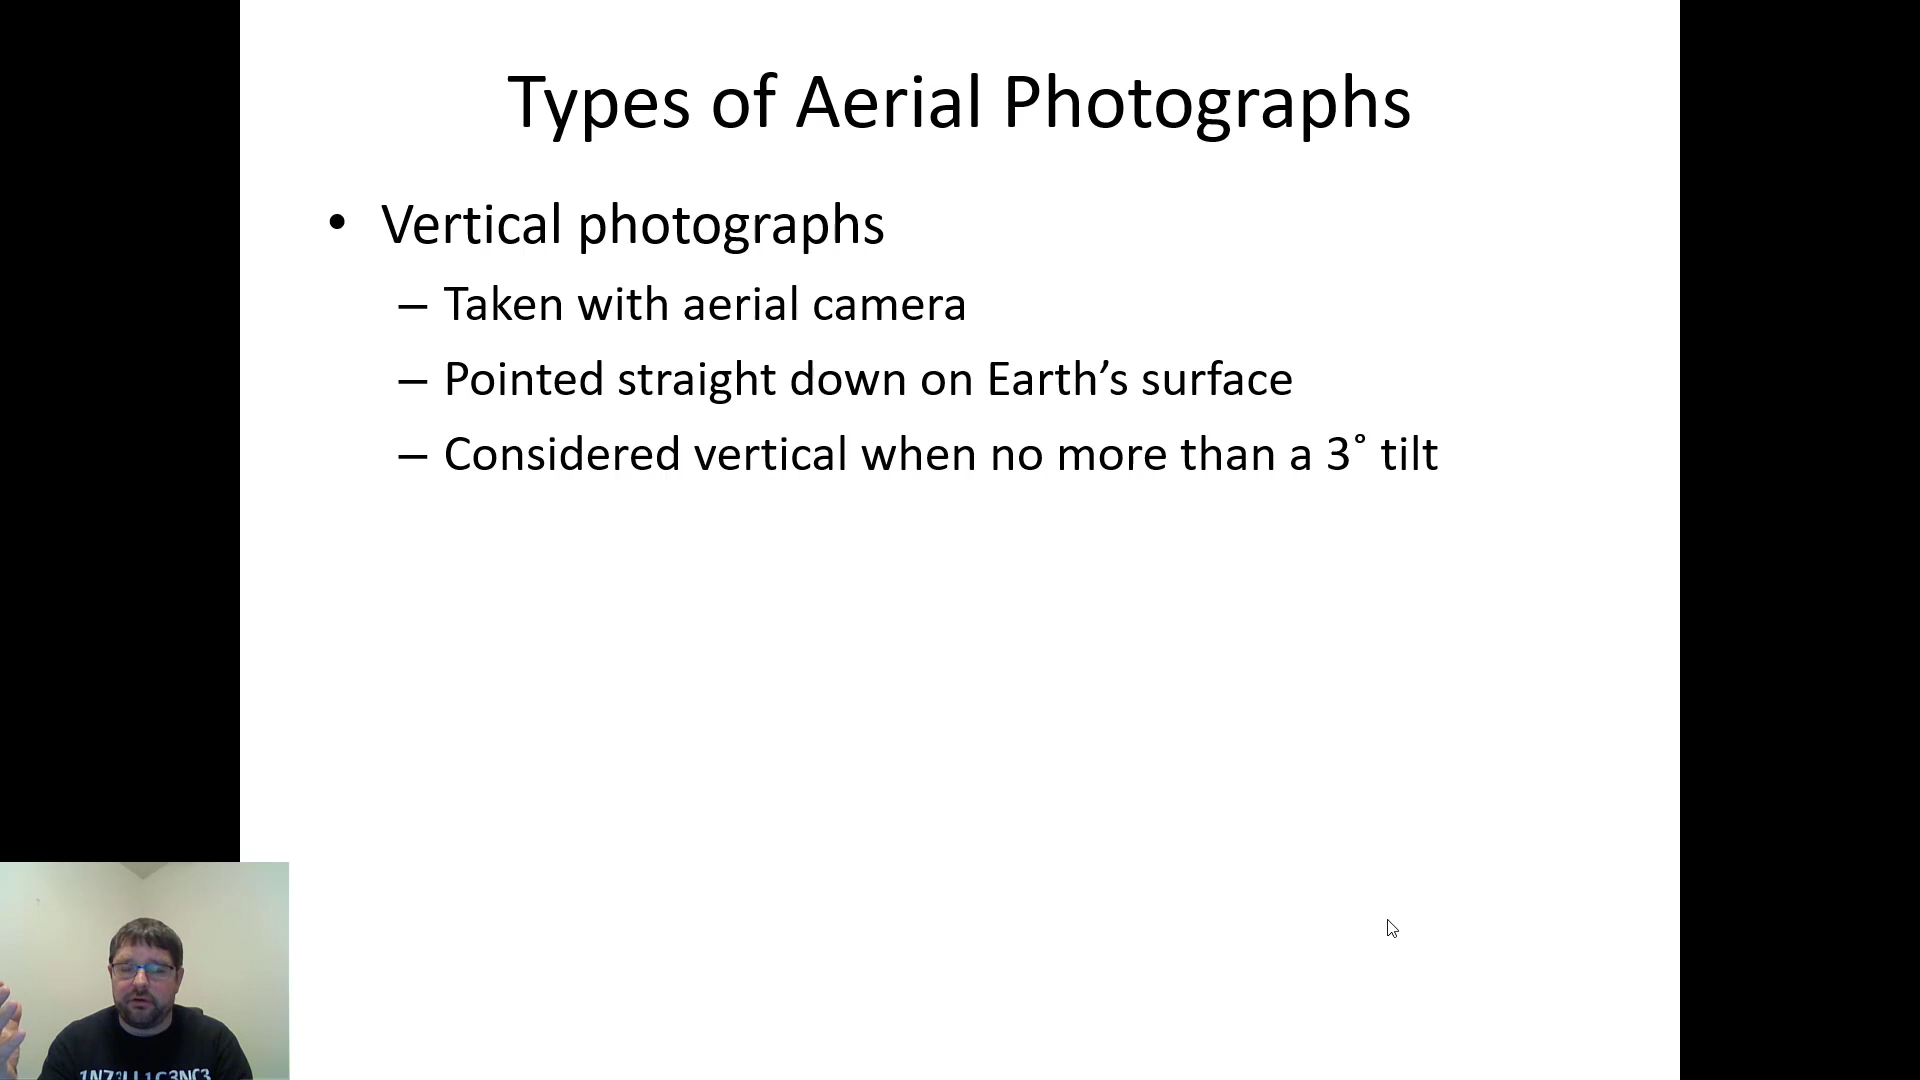 Types of Aerial Photographs
• Vertical photographs
– Taken with aerial camera
– Pointed straight down on Earth’s surface
– Considered vertical when no more than a 3˚ tilt